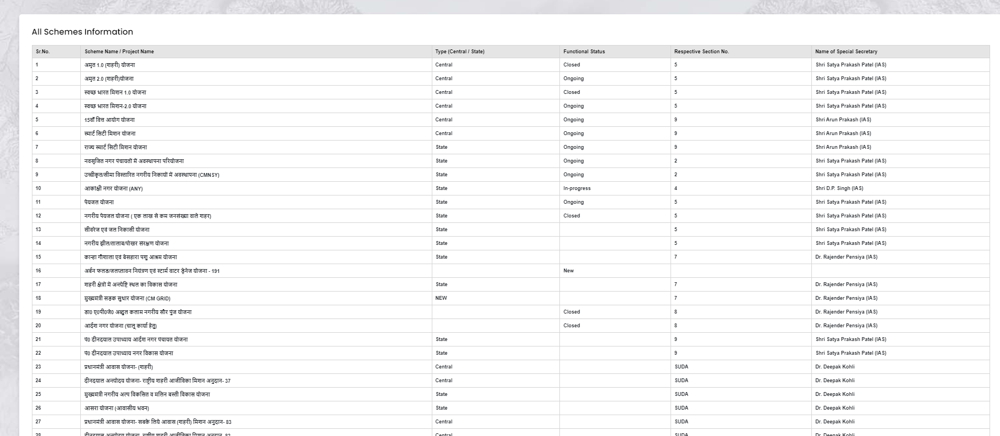 All Schemes Information
Sr.No. Scheme Name / Project Name Type (Central / State) Functional Status Respective Section No. Name of Special Secretary
1 अमृत 1.0 (शहरी) योजना Central Closed 5 Shri Satya Prakash Patel (IAS)
2 अमृत 2.0 (शहरी)योजना Central Ongoing 5 Shri Satya Prakash Patel (IAS)
3 स्वच्छ भारत मिशन 1.0 योजना Central Closed 5 Shri Satya Prakash Patel (IAS)
4 स्वच्छ भारत मिशन-2.0 योजना Central Ongoing 5 Shri Satya Prakash Patel (IAS)
5 15वाँ वित्त आयोग योजना Central Ongoing 9 Shri Arun Prakash (IAS)
6 स्मार्ट सिटी मिशन योजना Central Ongoing 9 Shri Arun Prakash (IAS)
7 राज्य स्मार्ट सिटी मिशन योजना State Ongoing 9 Shri Arun Prakash (IAS)
8 नवसृजित नगर पंचायतों में अवस्थापना परियोजना State Ongoing 2 Shri Satya Prakash Patel (IAS)
9 उच्चीकृत/सीमा विस्तारित नगरीय निकायों में अवस्थापना (CMNSY) State Ongoing 2 Shri Satya Prakash Patel (IAS)
10 आकांक्षी नगर योजना (ANY) State In-progress 4 Shri D.P. Singh (IAS)
11 पेयजल योजना State Ongoing 5 Shri Satya Prakash Patel (IAS)
12 नगरीय पेयजल योजना ( एक लाख से कम जनसंख्या वाले शहर) State Closed 5 Shri Satya Prakash Patel (IAS)
13 सीवरेज एवं जल निकासी योजना State 5 Shri Satya Prakash Patel (IAS)
14 नगरीय झील/तालाब/पोखर संरक्षण योजना State 5 Shri Satya Prakash Patel (IAS)
15 कान्हा गौशाला एवं बेसहारा पशु आश्रम योजना State 7 Dr. Rajender Pensiya (IAS)
16 अर्बन फलड/जलप्लावन नियंत्रण एवं स्टार्म वाटर ड्रेनेज योजना - 191 New
17 शहरी क्षेत्रों में अन्त्येष्टि स्थल का विकास योजना State 7 Dr. Rajender Pensiya (IAS)
18 मुख्यमंत्री सड़क सुधार योजना (CM GRID) NEW 7 Dr. Rajender Pensiya (IAS)
19 डा0 ए0पी0जे0 अब्दुल कलाम नगरीय सौर पुंज योजना Closed 8 Dr. Rajender Pensiya (IAS)
20 आर्दश नगर योजना (चालू कार्यों हेतु) Closed 8 Dr. Rajender Pensiya (IAS)
21 पं0 दीनदयाल उपाध्याय आर्दश नगर पंचायत योजना State 9 Shri Satya Prakash Patel (IAS)
22 पं0 दीनदयाल उपाध्याय नगर विकास योजना State 9 Shri Satya Prakash Patel (IAS)
23 प्रधानमंत्री आवास योजना- (शहरी) Central SUDA Dr. Deepak Kohli
24 दीनदयाल अन्त्योदय योजना- राष्ट्रीय शहरी आजीविका मिशन अनुदान- 37 Central SUDA Dr. Deepak Kohli
25 मुख्यमंत्री नगरीय अल्प विकसित व मलिन बस्ती विकास योजना State SUDA Dr. Deepak Kohli
26 आसरा योजना (आवासीय भवन) State SUDA Dr. Deepak Kohli
27 प्रधानमंत्री आवास योजना- सबके लिये आवास (शहरी) मिशन अनुदान- 83 Central SUDA Dr. Deepak Kohli
28 दीनदयाल अन्त्योदय योजना- राष्ट्रीय शहरी आजीविका मिशन अनुदान- 83 Central SUDA Dr. Deepak Kohli